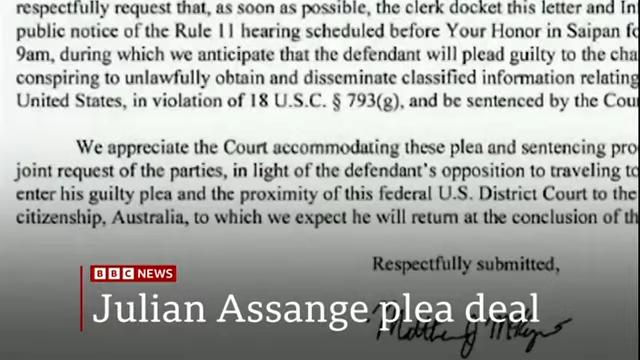 respectfully request that, as soon as possible, the clerk docket this letter and In
public notice of the Rule 11 hearing scheduled before Your Honor in Saipan fo
9am, during which we anticipate that the defendant will plead guilty to the cha
conspiring to unlawfully obtain and disseminate classified information relating
United States, in violation of 18 U.S.C. § 793(g), and be sentenced by the Cour
We appreciate the Court accommodating these plea and sentencing pro
joint request of the parties, in light of the defendant's opposition to traveling to
enter his guilty plea and the proximity of this federal U.S. District Court to the
citizenship, Australia, to which we expect he will return at the conclusion of th
Respectfully submitted,
BBC NEWS
Julian Assange plea deal